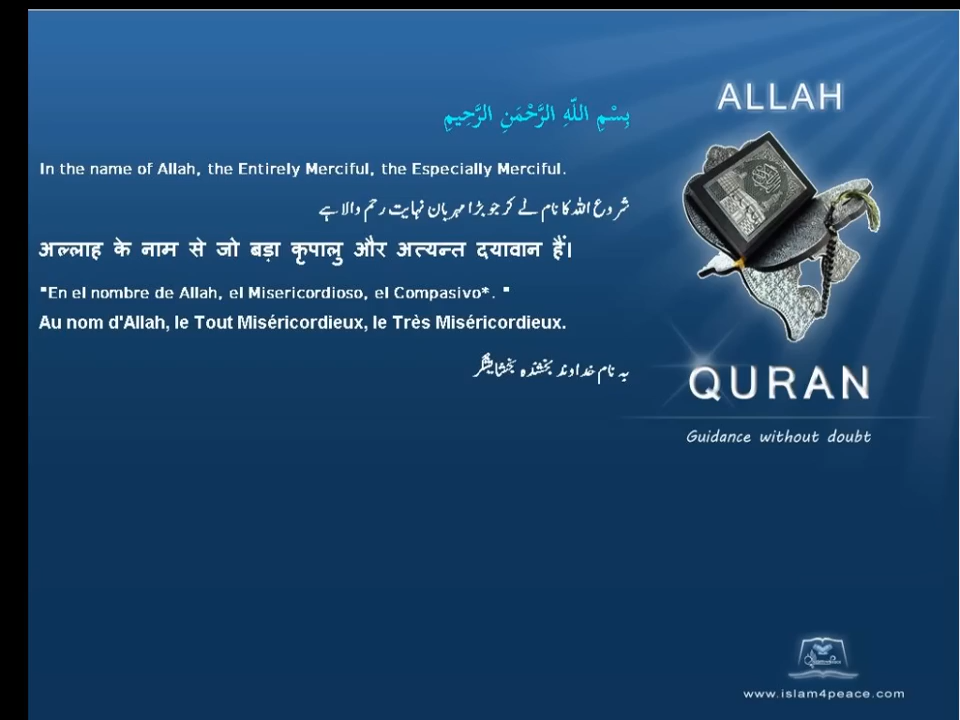 بِسْمِ اللّهِ الرَّحْمَنِ الرَّحِيمِ
In the name of Allah, the Entirely Merciful, the Especially Merciful.
شروع الله کا نام لے کر جو بڑا مہربان نہایت رحم والا ہے
अल्लाह के नाम से जो बड़ा कृपालु और अत्यन्त दयावान हैं।
"En el nombre de Allah, el Misericordioso, el Compasivo*. "
Au nom d'Allah, le Tout Miséricordieux, le Très Miséricordieux.
به نام خداوند بخشنده بخشایشگر
ALLAH
QURAN
Guidance without doubt
www.islam4peace.com